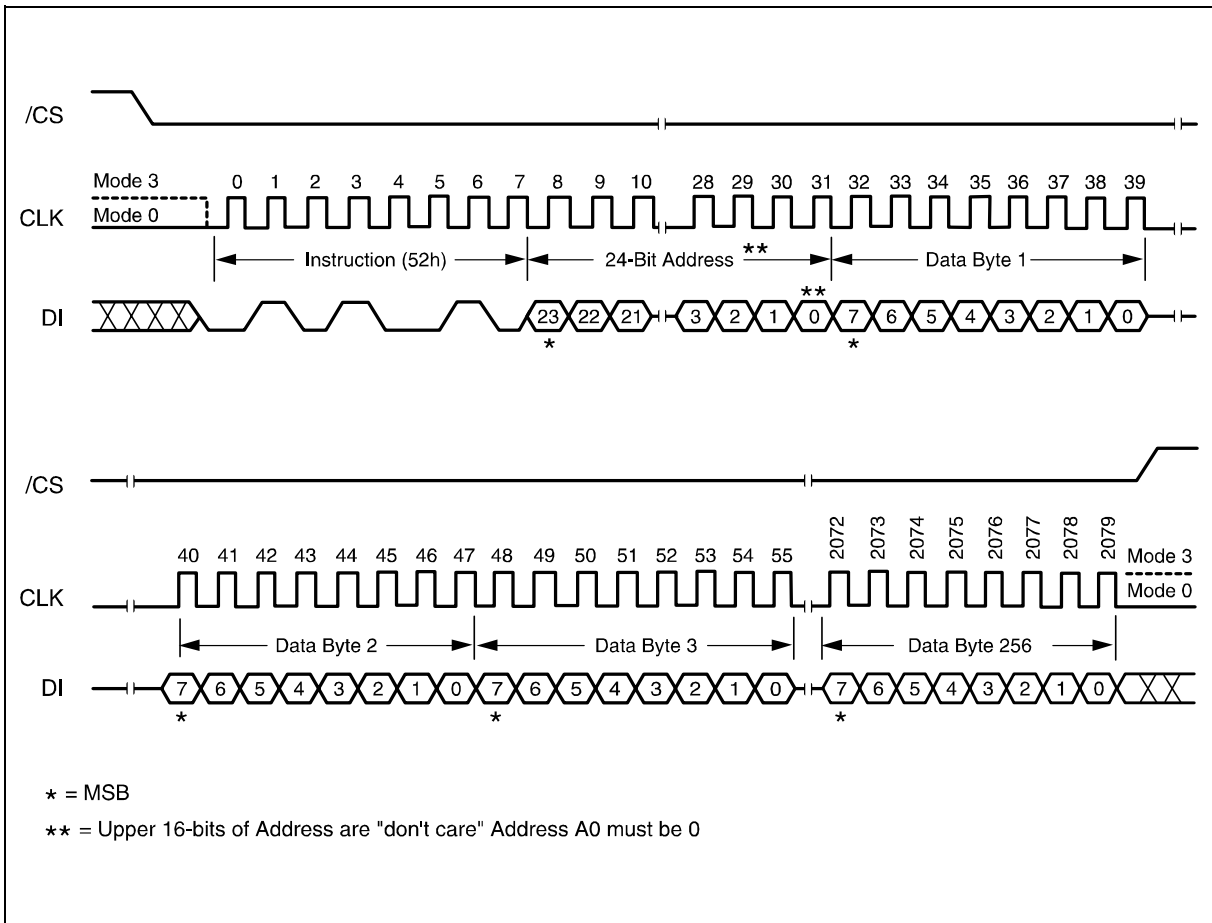 /CS
Mode 3
0 1 2 3 4 5 6 7 8 9 10 28 29 30 31 32 33 34 35 36 37 38 39
CLK
Mode 0
Instruction (52h) 24-Bit Address ** Data Byte 1
**
DI 23 22 21 3 2 1 0 7 6 5 4 3 2 1 0
* *
/CS
40 41 42 43 44 45 46 47 48 49 50 51 52 53 54 55 2072 2073 2074 2075 2076 2077 2078 2079
Mode 3
CLK
Mode 0
Data Byte 2 Data Byte 3 Data Byte 256
DI 7 6 5 4 3 2 1 0 7 6 5 4 3 2 1 0 7 6 5 4 3 2 1 0
* * *
* = MSB
** = Upper 16-bits of Address are "don't care" Address A0 must be 0